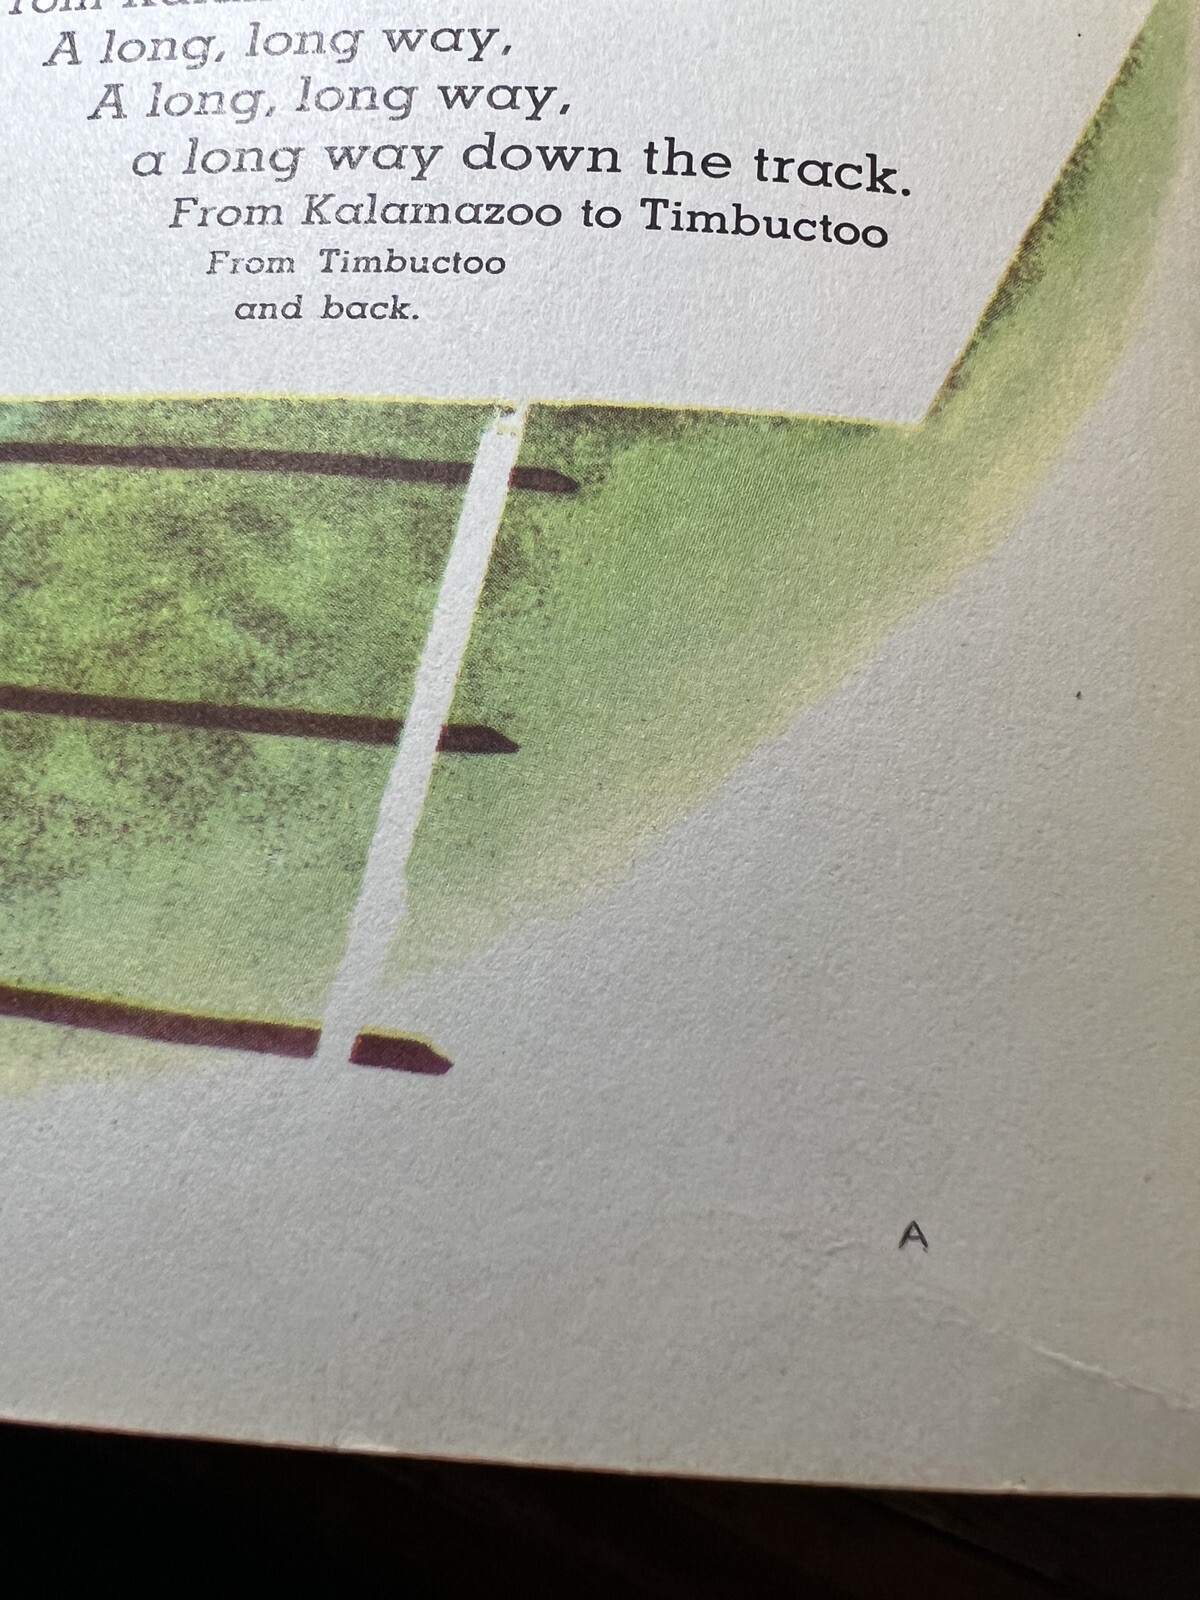 A long, long way,
A long, long way,
a long way down the track.
From Kalamazoo to Timbuctoo
From Timbuctoo
and back.
A